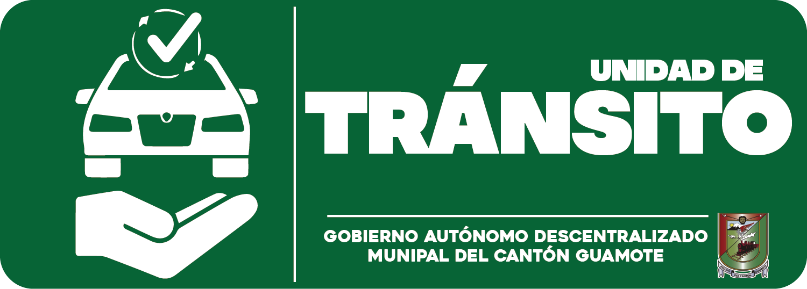 UNIDAD DE
TRÁNSITO
GOBIERNO AUTÓNOMO DESCENTRALIZADO
MUNIPAL DEL CANTÓN GUAMOTE